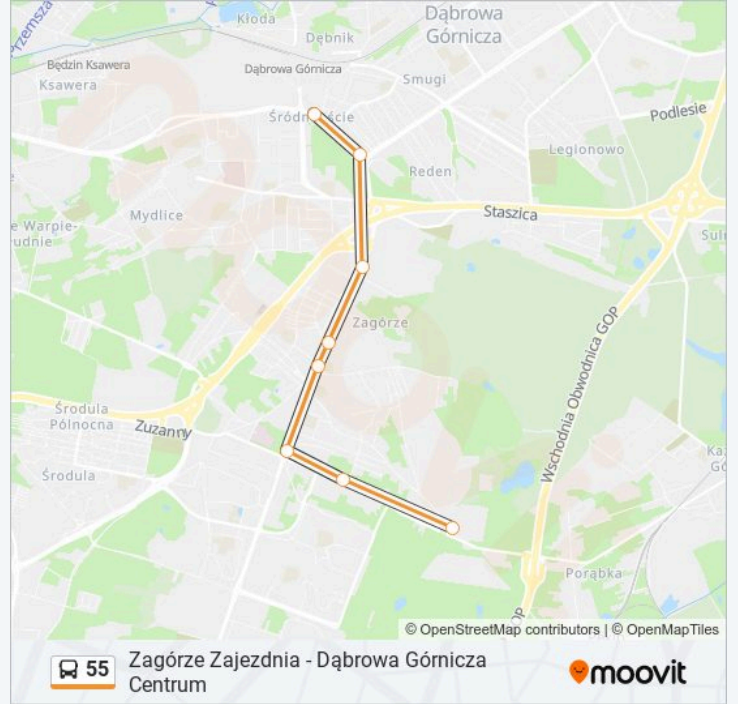 Przemsza
Kłoda
Dąbrowa
Górnicza
Dębnik
Będzin Ksawera
Dąbrowa Górnicza
Ksawera
Smugi
Podlesie
Legionowo
Reden
Staszica
Mydlice
Zagórze
Środula
Północna
Zuzanny
Środula
Wschodnia Obwodnica GOP
Porąbka
© OpenStreetMap contributors | © OpenMapTiles
55
Zagórze Zajezdnia - Dąbrowa Górnicza
Centrum
moovit